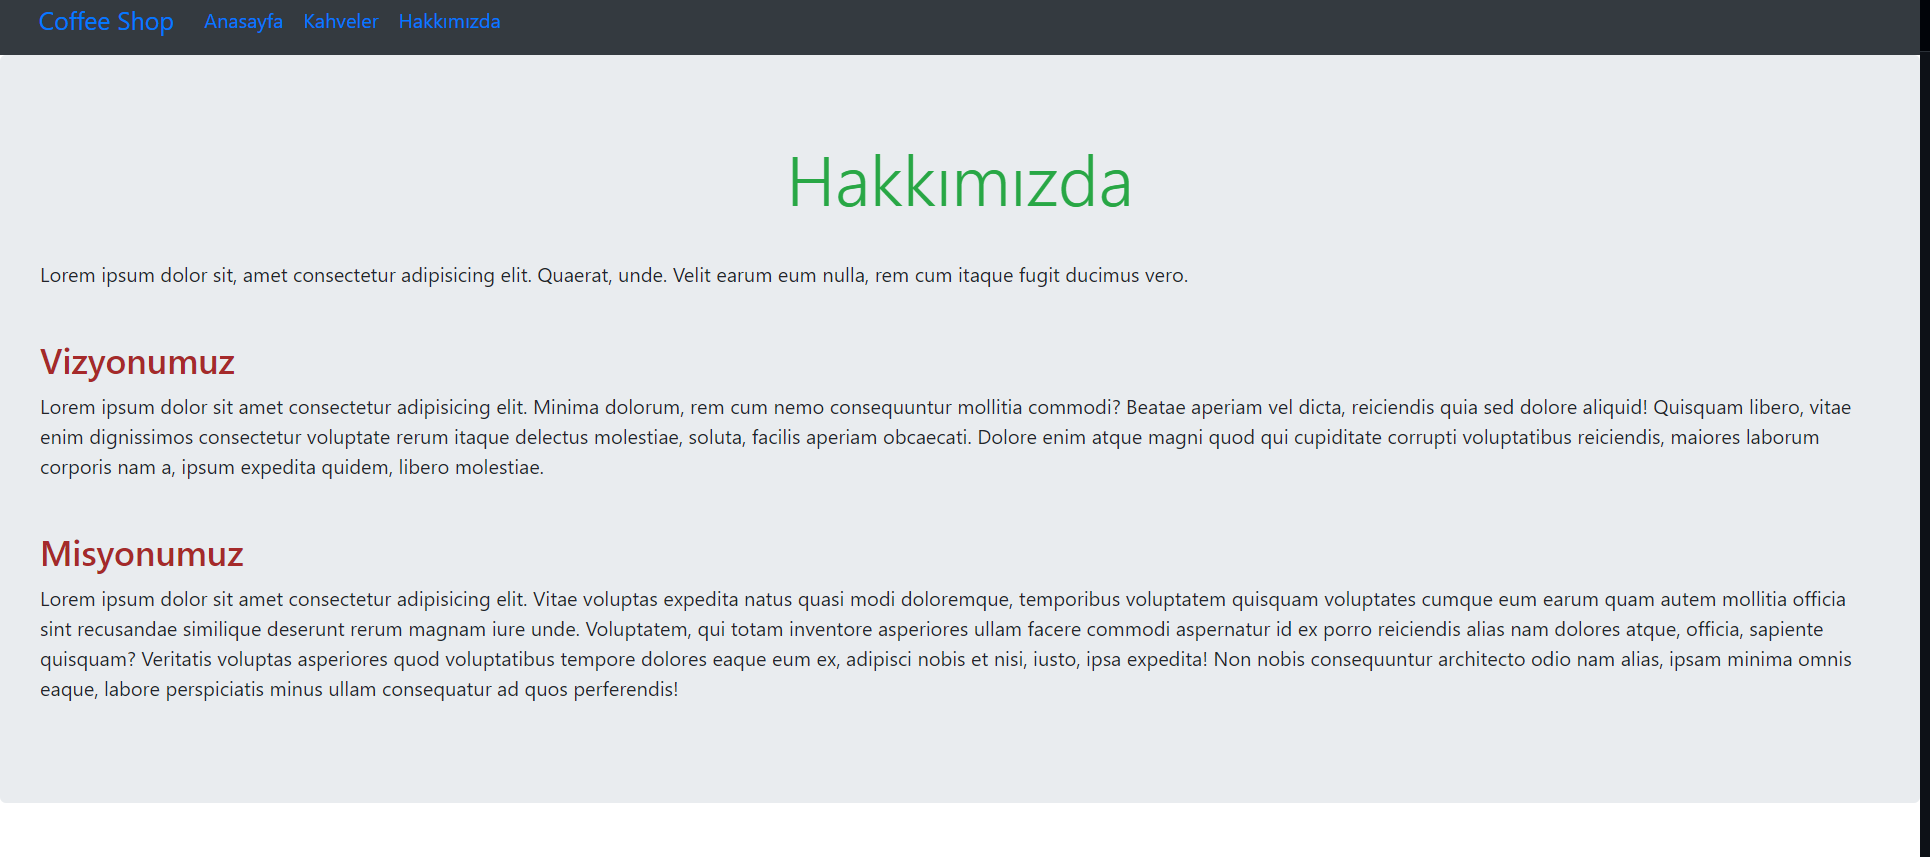 Coffee Shop Anasayfa Kahveler Hakkımızda
Hakkımızda
Lorem ipsum dolor sit, amet consectetur adipisicing elit. Quaerat, unde. Velit earum eum nulla, rem cum itaque fugit ducimus vero.
Vizyonumuz
Lorem ipsum dolor sit amet consectetur adipisicing elit. Minima dolorum, rem cum nemo consequuntur mollitia commodi? Beatae aperiam vel dicta, reiciendis quia sed dolore aliquid! Quisquam libero, vitae
enim dignissimos consectetur voluptate rerum itaque delectus molestiae, soluta, facilis aperiam obcaecati. Dolore enim atque magni quod qui cupiditate corrupti voluptatibus reiciendis, maiores laborum
corporis nam a, ipsum expedita quidem, libero molestiae.
Misyonumuz
Lorem ipsum dolor sit amet consectetur adipisicing elit. Vitae voluptas expedita natus quasi modi doloremque, temporibus voluptatem quisquam voluptates cumque eum earum quam autem mollitia officia
sint recusandae similique deserunt rerum magnam iure unde. Voluptatem, qui totam inventore asperiores ullam facere commodi aspernatur id ex porro reiciendis alias nam dolores atque, officia, sapiente
quisquam? Veritatis voluptas asperiores quod voluptatibus tempore dolores eaque eum ex, adipisci nobis et nisi, iusto, ipsa expedita! Non nobis consequuntur architecto odio nam alias, ipsam minima omnis
eaque, labore perspiciatis minus ullam consequatur ad quos perferendis!